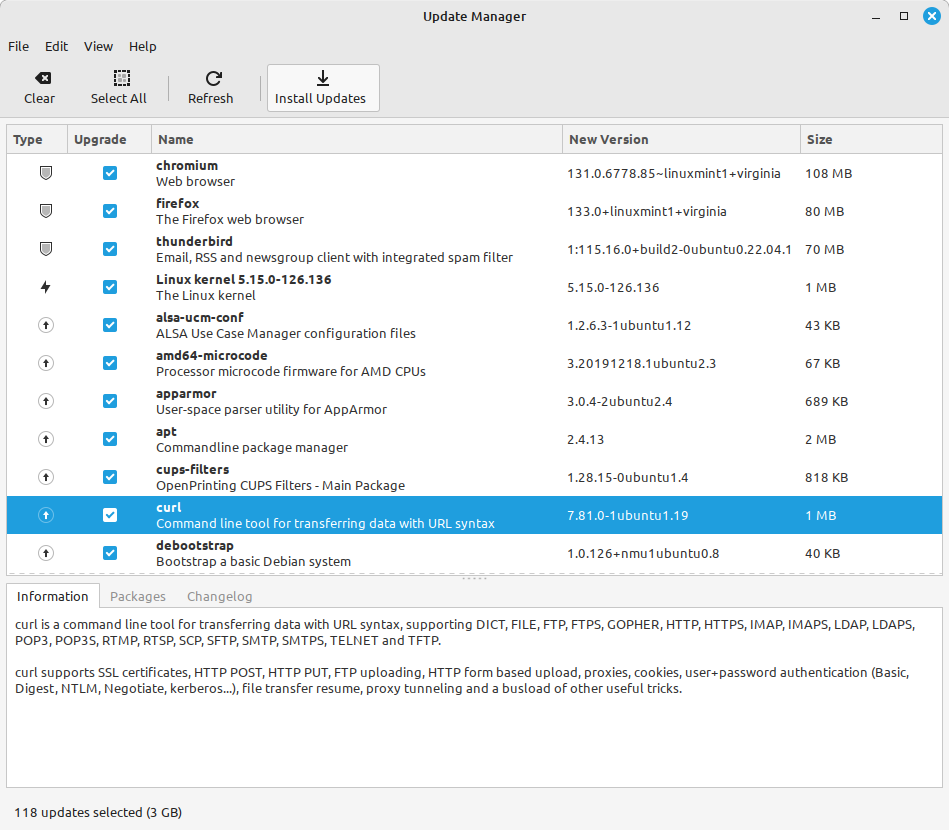 Update Manager
File Edit View Help
Clear Select All Refresh Install Updates
Type Upgrade Name New Version Size
chromium
Web browser
131.0.6778.85~linuxmint1+virginia 108 MB
firefox
The Firefox web browser
133.0+linuxmint1+virginia 80 MB
thunderbird
Email, RSS and newsgroup client with integrated spam filter
1:115.16.0+build2-0ubuntu0.22.04.1 70 MB
Linux kernel 5.15.0-126.136
The Linux kernel
5.15.0-126.136 1 MB
alsa-ucm-conf
ALSA Use Case Manager configuration files
1.2.6.3-1ubuntu1.12 43 KB
amd64-microcode
Processor microcode firmware for AMD CPUs
3.20191218.1ubuntu2.3 67 KB
apparmor
User-space parser utility for AppArmor
3.0.4-2ubuntu2.4 689 KB
apt
Commandline package manager
2.4.13 2 MB
cups-filters
OpenPrinting CUPS Filters - Main Package
1.28.15-0ubuntu1.4 818 KB
curl
Command line tool for transferring data with URL syntax
7.81.0-1ubuntu1.19 1 MB
debootstrap
Bootstrap a basic Debian system
1.0.126+nmu1ubuntu0.8 40 KB
Information Packages Changelog
curl is a command line tool for transferring data with URL syntax, supporting DICT, FILE, FTP, FTPS, GOPHER, HTTP, HTTPS, IMAP, IMAPS, LDAP, LDAPS,
POP3, POP3S, RTMP, RTSP, SCP, SFTP, SMTP, SMTPS, TELNET and TFTP.
curl supports SSL certificates, HTTP POST, HTTP PUT, FTP uploading, HTTP form based upload, proxies, cookies, user+password authentication (Basic,
Digest, NTLM, Negotiate, kerberos...), file transfer resume, proxy tunneling and a busload of other useful tricks.
118 updates selected (3 GB)